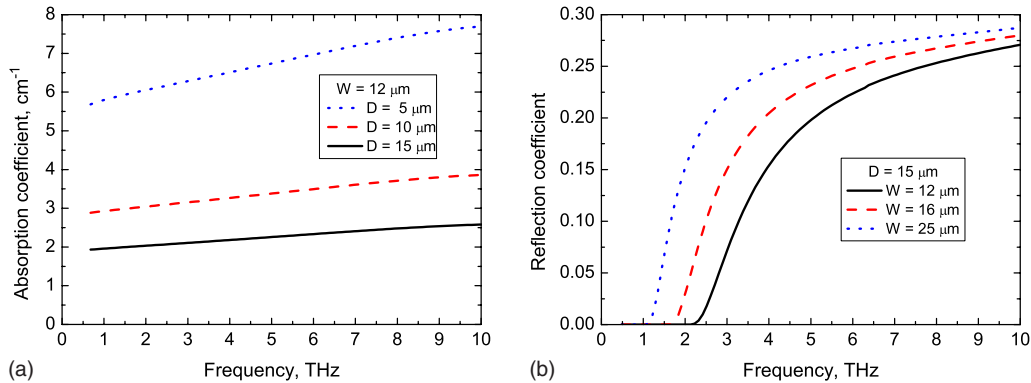 8
7
6
5
4
3
2
1
0
Absorption coefficient, cm⁻¹
W = 12 μm
D = 5 μm
D = 10 μm
D = 15 μm
0 1 2 3 4 5 6 7 8 9 10
Frequency, THz
(a)
0.30
0.25
0.20
0.15
0.10
0.05
0.00
Reflection coefficient
D = 15 μm
W = 12 μm
W = 16 μm
W = 25 μm
0 1 2 3 4 5 6 7 8 9 10
Frequency, THz
(b)